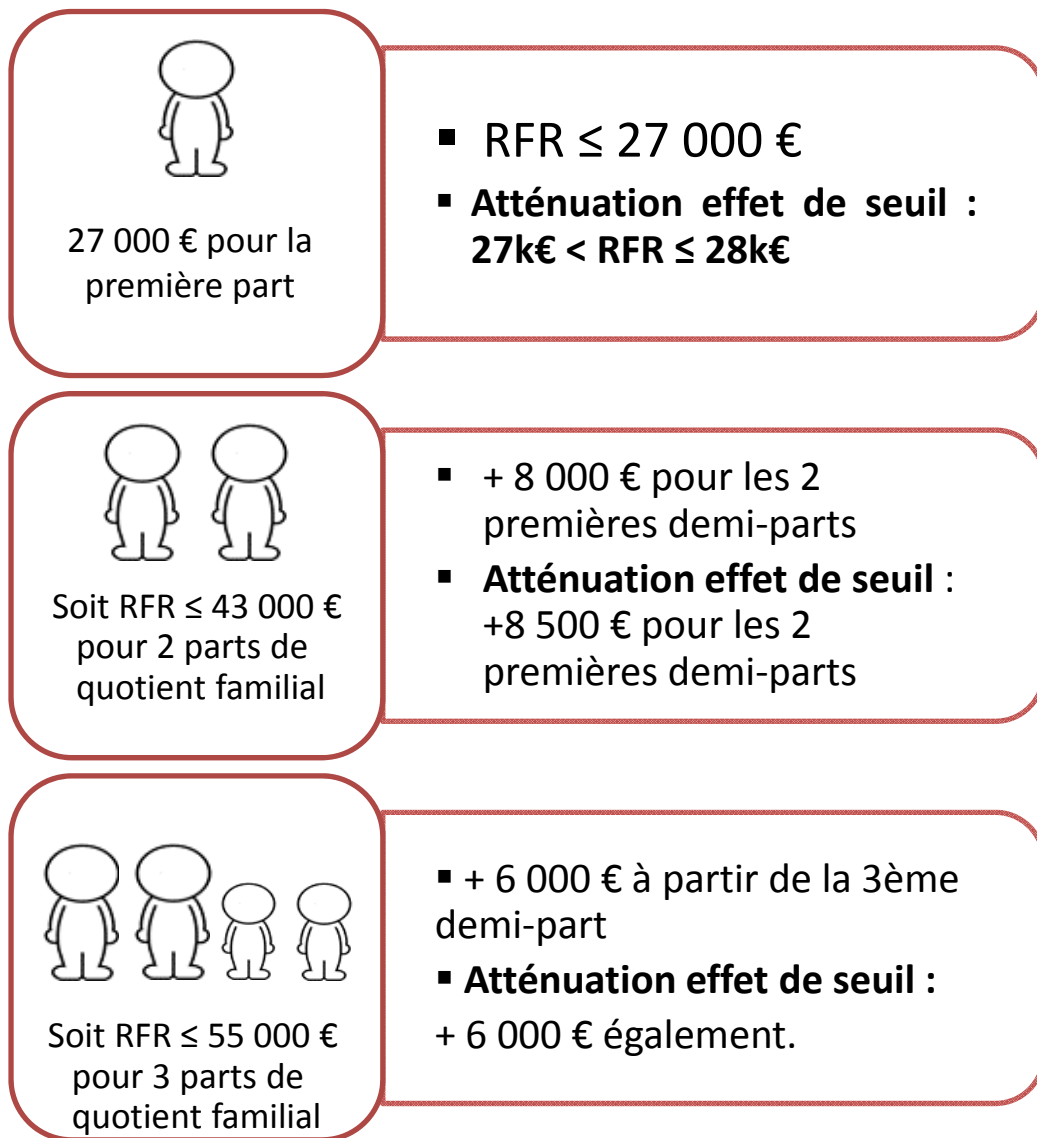 27 000 € pour la
première part
▪ RFR ≤ 27 000 €
▪ Atténuation effet de seuil :
27k€ < RFR ≤ 28k€
Soit RFR ≤ 43 000 €
pour 2 parts de
quotient familial
▪ + 8 000 € pour les 2
premières demi-parts
▪ Atténuation effet de seuil :
+8 500 € pour les 2
premières demi-parts
Soit RFR ≤ 55 000 €
pour 3 parts de
quotient familial
▪ + 6 000 € à partir de la 3ème
demi-part
▪ Atténuation effet de seuil :
+ 6 000 € également.